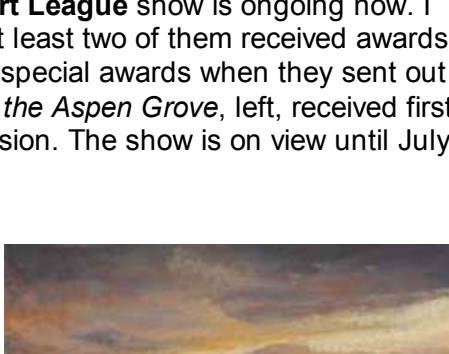 rt League show is ongoing now. I
t least two of them received awards
special awards when they sent out
the Aspen Grove, left, received first
sion. The show is on view until July